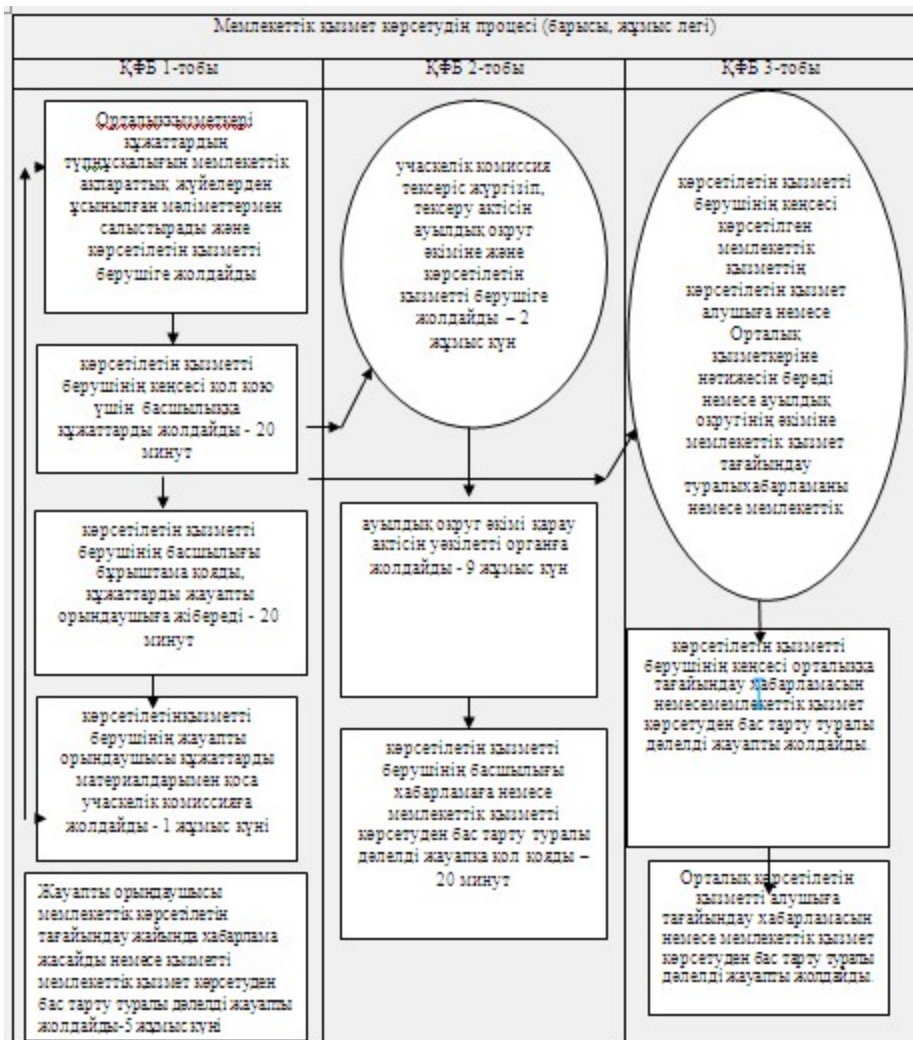 Мемлекеттік қызмет көрсетудің процесі (барысы, жұмыс легі)
ҚФБ 1-тобы
ҚФБ 2-тобы
ҚФБ 3-тобы
Орталыққызметкері
құжаттардың
түпнұсқалығын мемлекеттік
ақпараттық жүйелерден
ұсынылған мәліметтермен
салыстырады және
көрсетілетін қызметті
берушіге жолдайды
көрсетілетін қызметті
берушінің кеңсесі қол қою
үшін басшылыққа
құжаттарды жолдайды - 20
минут
көрсетілетін қызметті
берушінің басшылығы
бұрыштама қояды,
құжаттарды жауапты
орындаушыға жібереді - 20
минут
көрсетілетінқызметті
берушінің жауапты
орындаушысы құжаттарды
материалдарымен қоса
учаскелік комиссияға
жолдайды - 1 жұмыс күні
Жауапты орындаушысы
мемлекеттік көрсетілетін
тағайындау жайында хабарлама
жасайды немесе қызметті
мемлекеттік қызмет көрсетуден
бас тарту туралы дәлелді жауапты
жолдайды-5 жұмыс күні
учаскелік комиссия
тексеріс жүргізіп,
тексеру актісін
ауылдық округ
әкіміне және
көрсетілетін
қызметті берушіге
жолдайды – 2
жұмыс күн
ауылдық округ әкімі қарау
актісін уәкілетті органға
жолдайды - 9 жұмыс күн
көрсетілетін қызметті
берушінің басшылығы
хабарламаға немесе
мемлекеттік қызметті
көрсетуден бас тарту туралы
дәлелді жауапқа қол қояды –
20 минут
көрсетілетін қызметті
берушінің кеңсесі
көрсетілген
мемлекеттік
қызметтің
көрсетілетін қызмет
алушыға немесе
Орталық
қызметкеріне
нәтижесін береді
немесе ауылдық
округінің әкіміне
мемлекеттік қызмет
тағайындау
туралыхабарламаны
немесе мемлекеттік
көрсетілетін қызметті
берушінің кеңсесі орталыққа
тағайындау хабарламасын
немесемемлекеттік қызмет
көрсетуден бас тарту туралы
дәлелді жауапты жолдайды.
Орталық көрсетілетін
қызметті алушыға
тағайындау хабарламасын
немесе мемлекеттік қызмет
көрсетуден бас тарту туралы
дәлелді жауапты жолдайды.